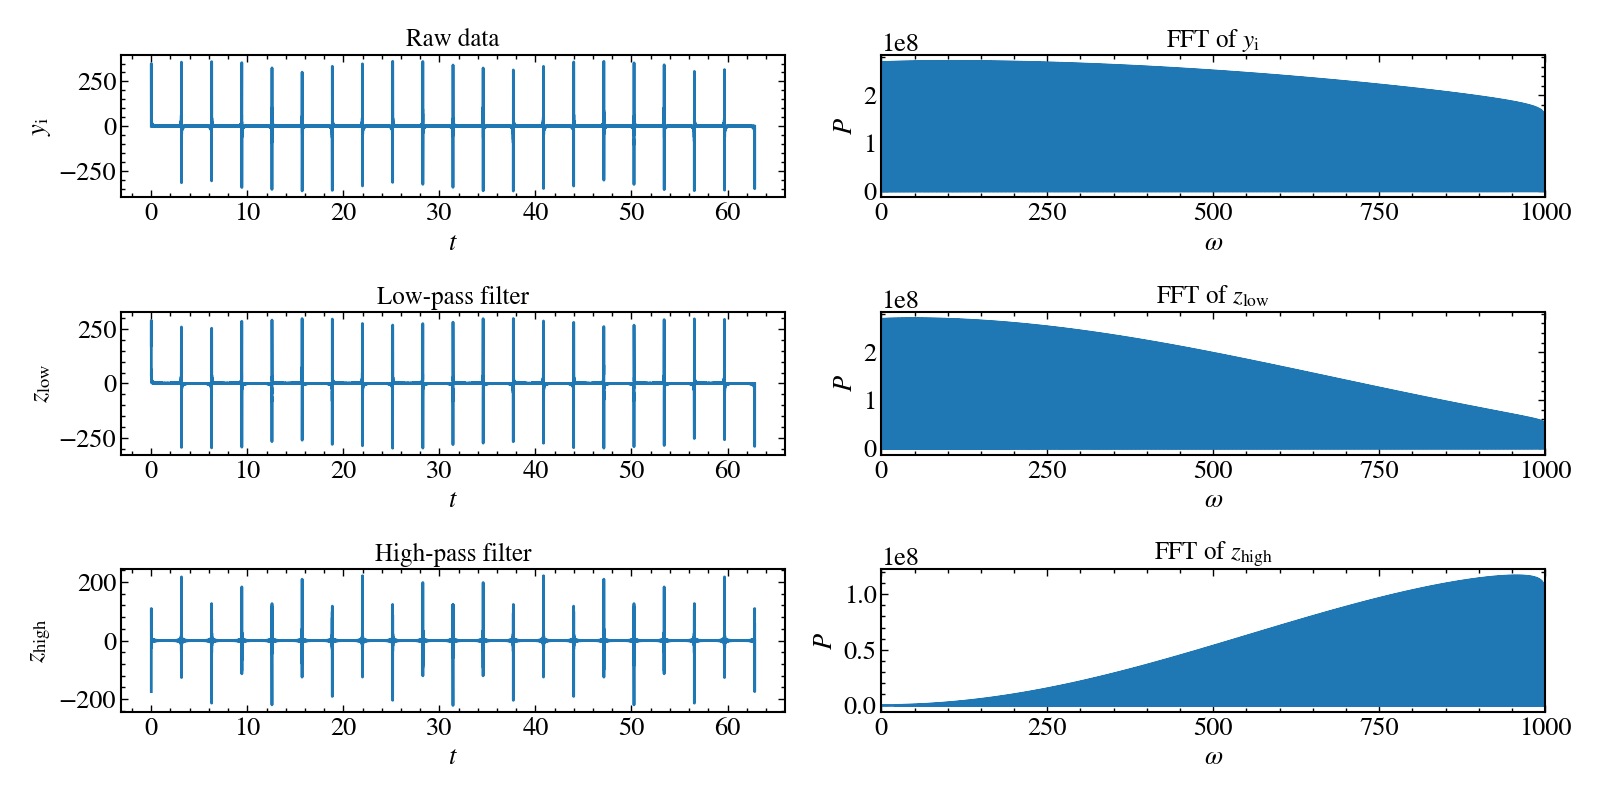 Raw data
250
0
−250
y_i
0 10 20 30 40 50 60
t
FFT of y_i
1e8
2
1
0
P
0 250 500 750 1000
ω
Low-pass filter
250
0
−250
z_low
0 10 20 30 40 50 60
t
FFT of z_low
1e8
2
1
0
P
0 250 500 750 1000
ω
High-pass filter
200
0
−200
z_high
0 10 20 30 40 50 60
t
FFT of z_high
1e8
1.0
0.5
0.0
P
0 250 500 750 1000
ω